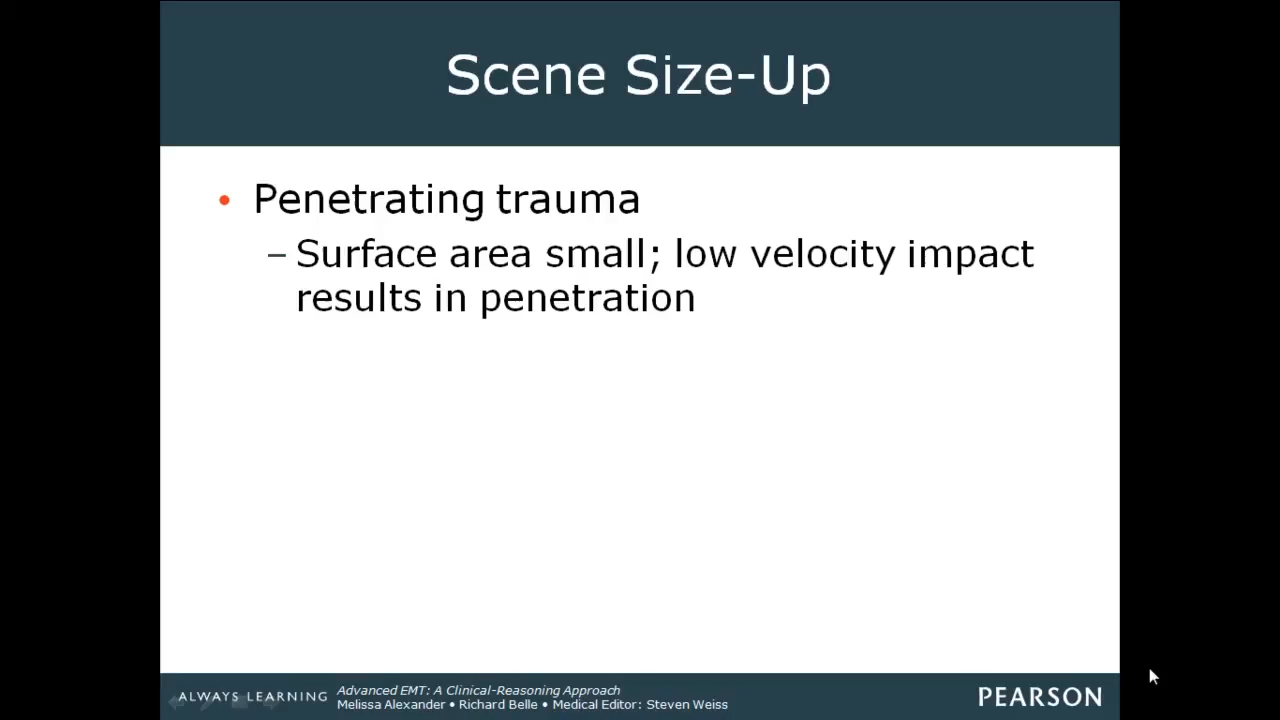 Scene Size-Up
• Penetrating trauma
– Surface area small; low velocity impact
results in penetration
ALWAYS LEARNING
Advanced EMT: A Clinical-Reasoning Approach
Melissa Alexander • Richard Belle • Medical Editor: Steven Weiss
PEARSON